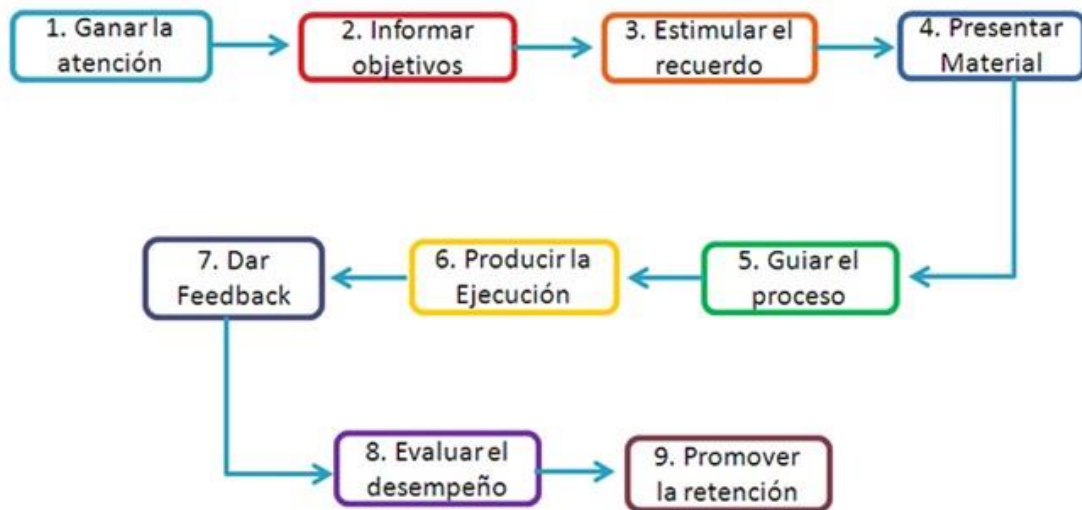 1. Ganar la
atención
2. Informar
objetivos
3. Estimular el
recuerdo
4. Presentar
Material
5. Guiar el
proceso
6. Producir la
Ejecución
7. Dar
Feedback
8. Evaluar el
desempeño
9. Promover
la retención